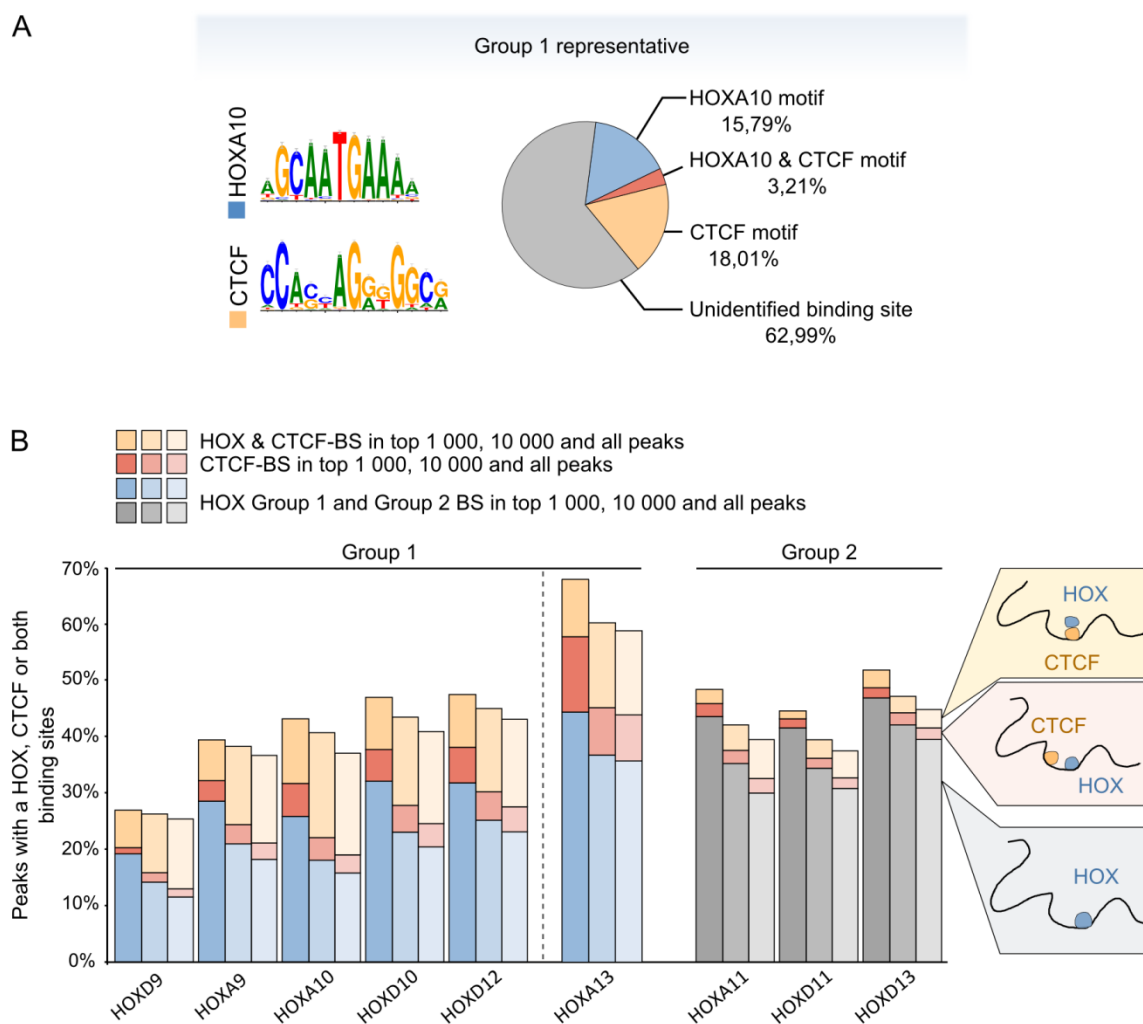 A
Group 1 representative
HOXA10
AGCAATGAAAA
CTCF
HOXA10 motif
15,79%
HOXA10 & CTCF motif
3,21%
CTCF motif
18,01%
Unidentified binding site
62,99%
B
HOX & CTCF-BS in top 1 000, 10 000 and all peaks
CTCF-BS in top 1 000, 10 000 and all peaks
HOX Group 1 and Group 2 BS in top 1 000, 10 000 and all peaks
Group 1
Group 2
Peaks with a HOX, CTCF or both
binding sites
70%
60%
50%
40%
30%
20%
10%
0%
HOXD9
HOXA9
HOXA10
HOXD10
HOXD12
HOXA13
HOXA11
HOXD11
HOXD13
HOX
CTCF
CTCF
HOX
HOX